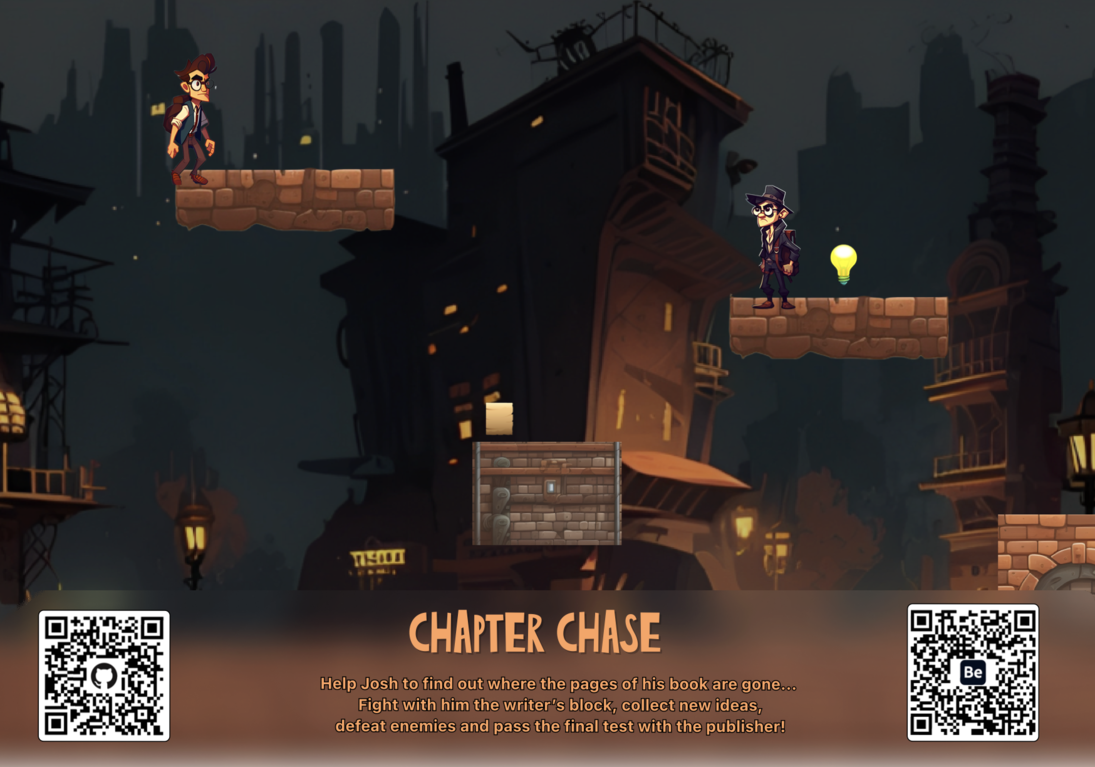 CHAPTER CHASE
Help Josh to find out where the pages of his book are gone...
Fight with him the writer's block, collect new ideas,
defeat enemies and pass the final test with the publisher!
Bē